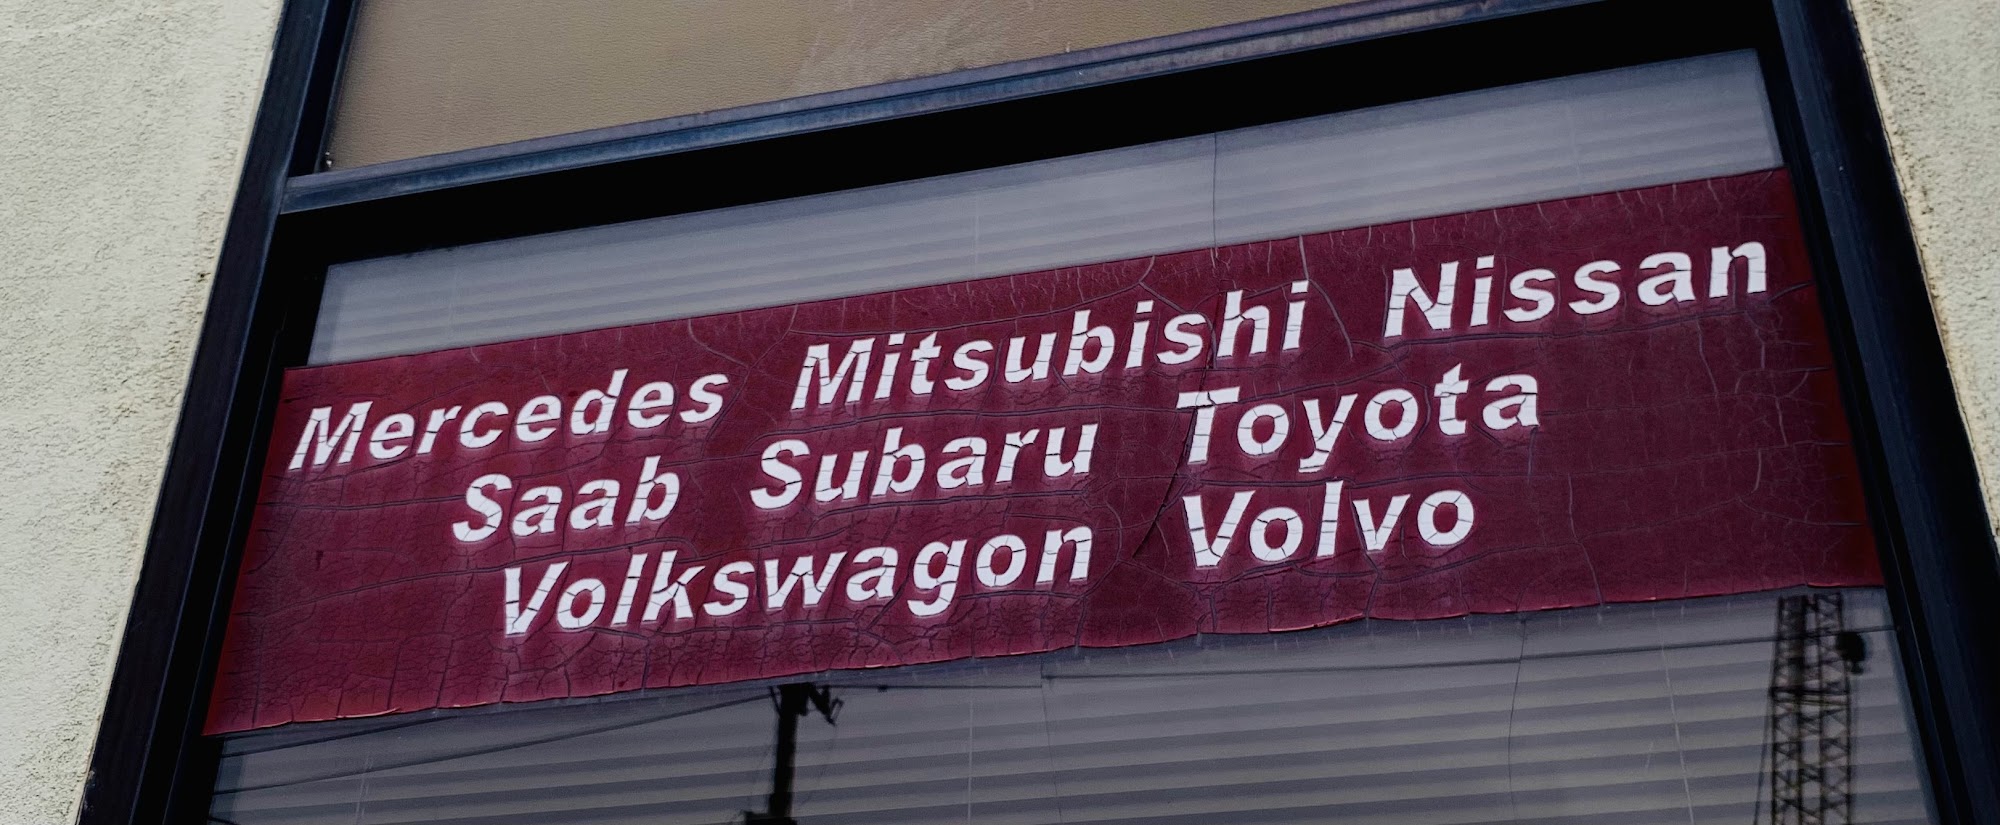 Mercedes Mitsubishi Nissan
Saab Subaru Toyota
Volkswagon Volvo